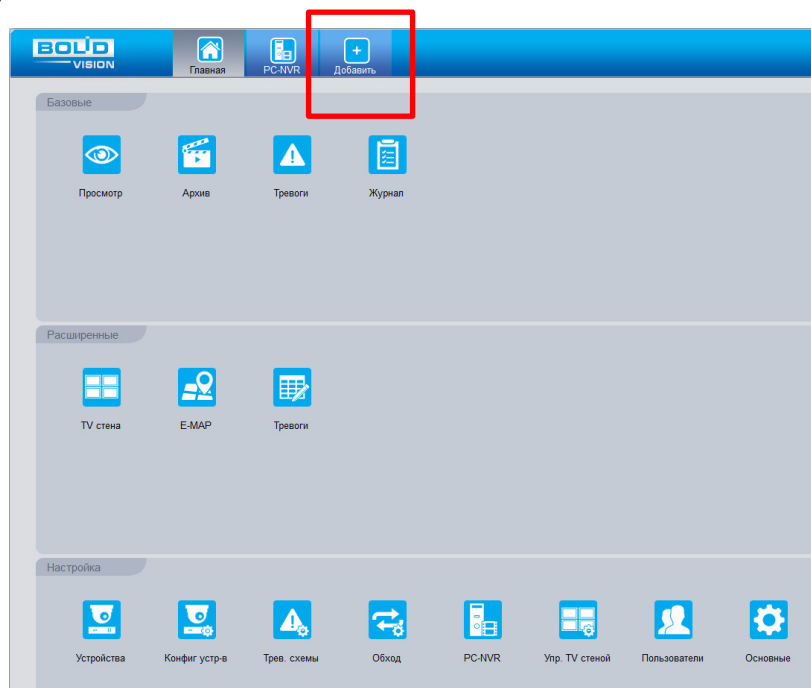 BOLID
VISION
Главная
PC-NVR
Добавить
Базовые
Просмотр
Архив
Тревоги
Журнал
Расширенные
TV стена
E-MAP
Тревоги
Настройка
Устройства
Конфиг устр-в
Трев. схемы
Обход
PC-NVR
Упр. TV стеной
Пользователи
Основные